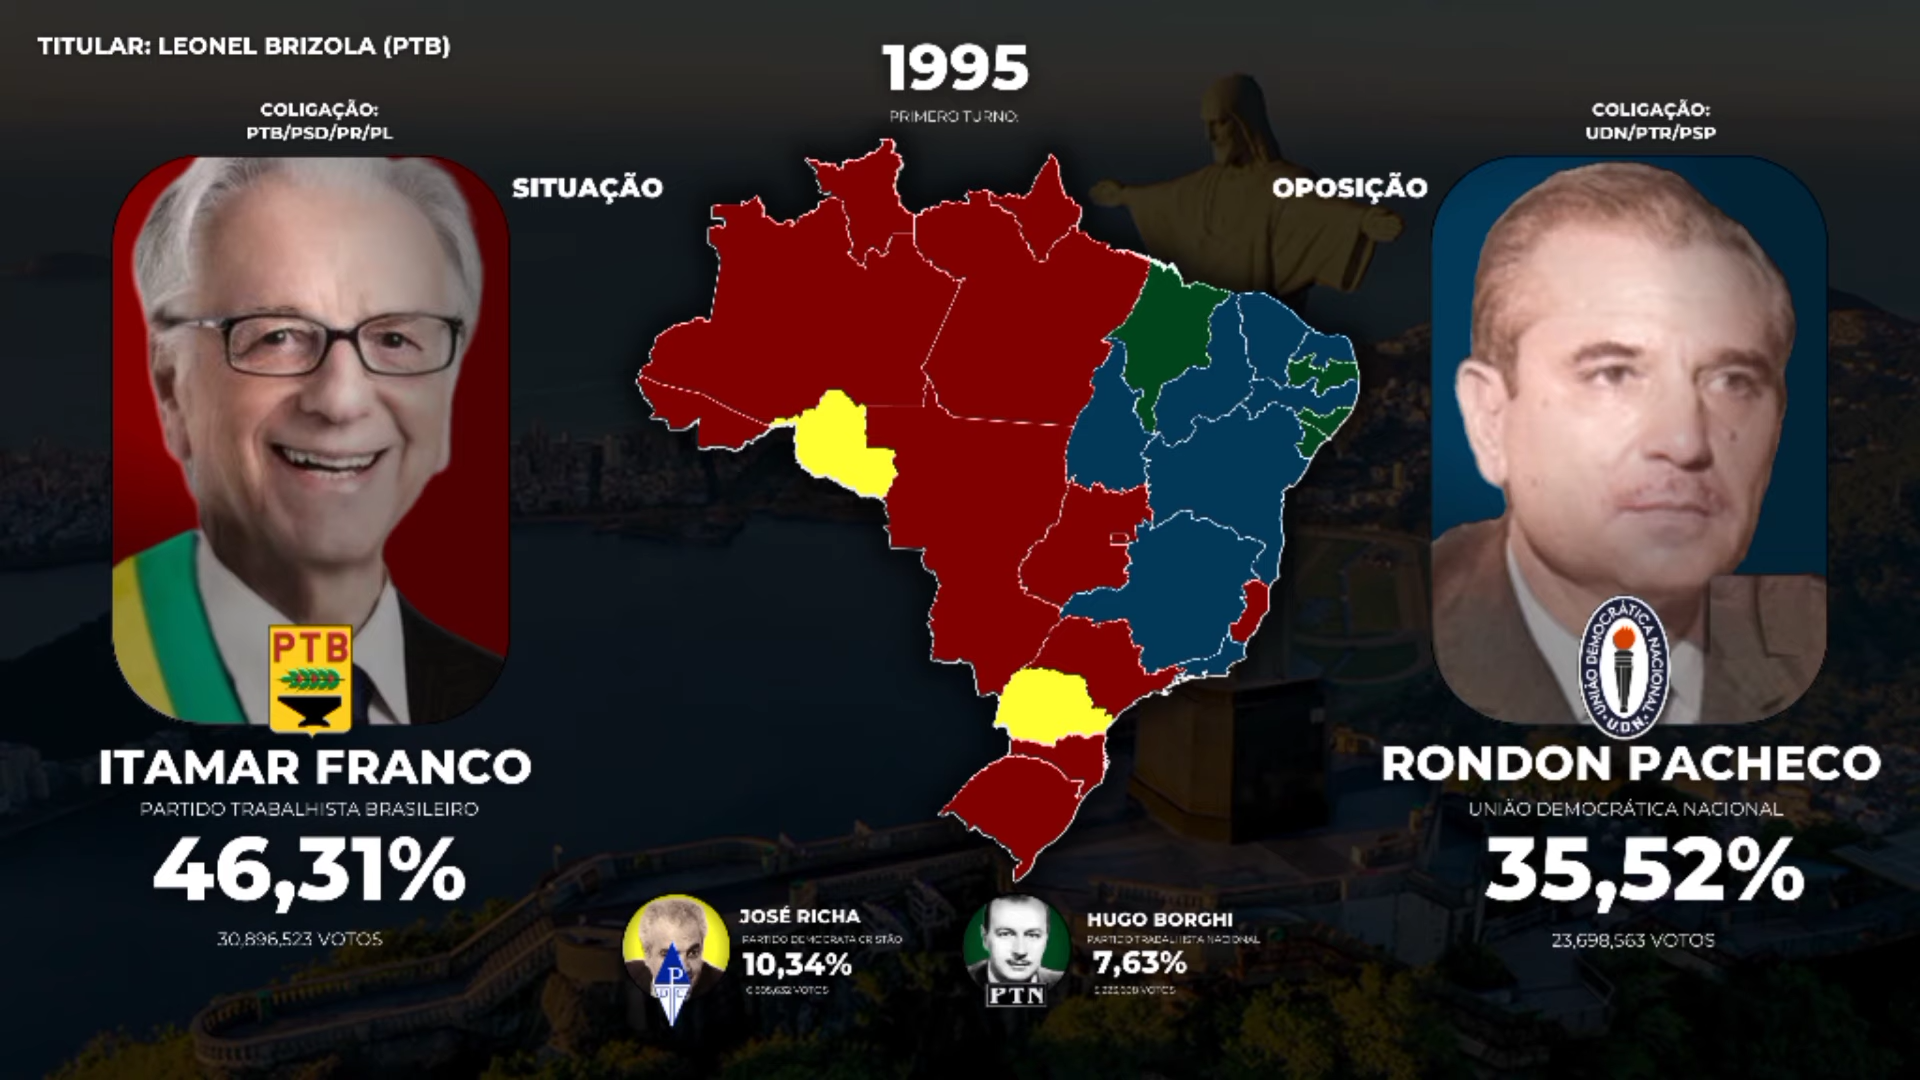 TITULAR: LEONEL BRIZOLA (PTB)
1995
PRIMERO TURNO:
COLIGAÇÃO:
PTB/PSD/PR/PL
SITUAÇÃO
PTB
ITAMAR FRANCO
PARTIDO TRABALHISTA BRASILEIRO
46,31%
30,896,523 VOTOS
COLIGAÇÃO:
UDN/PTR/PSP
OPOSIÇÃO
UNIÃO DEMOCRÁTICA NACIONAL
U.D.N.
RONDON PACHECO
UNIÃO DEMOCRÁTICA NACIONAL
35,52%
23,698,563 VOTOS
JOSÉ RICHA
PARTIDO DEMOCRATA CRISTÃO
10,34%
VOTOS
HUGO BORGHI
PARTIDO TRABALHISTA NACIONAL
7,63%
VOTOS
PTN